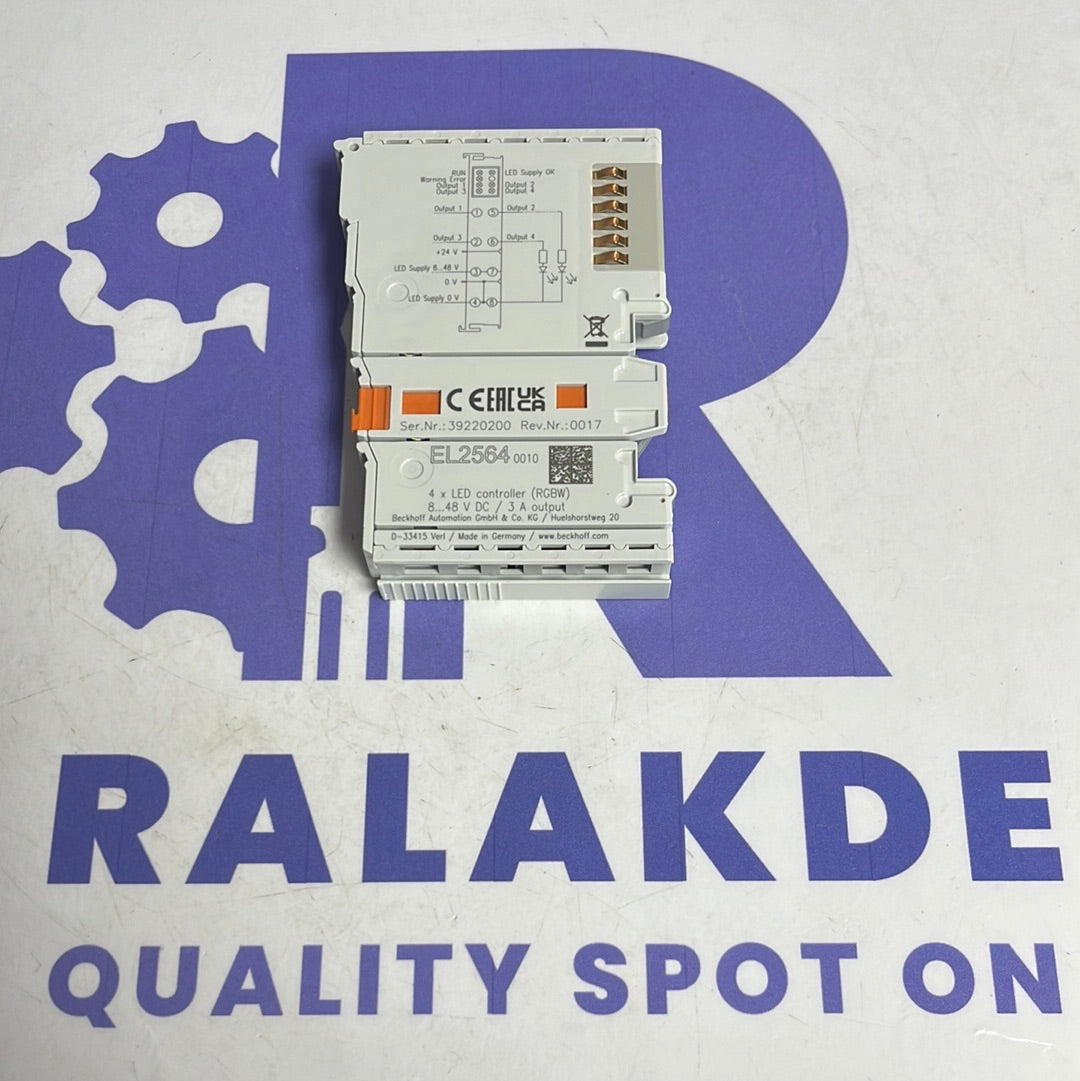 RUN LED Supply OK
Warning Error
Output 1 Output 2
Output 3 Output 4
Output 1 1 5 Output 2
Output 3 2 6 Output 4
+24 V
LED Supply 8...48 V 3 7
0 V
LED Supply 0 V 4 8
CE EAC UK CA
Ser.Nr.: 39220200 Rev.Nr.: 0017
EL2564 0010
4 x LED controller (RGBW)
8...48 V DC / 3 A output
Beckhoff Automation GmbH & Co. KG / Huelshorstweg 20
D-33415 Verl / Made in Germany / www.beckhoff.com
R
RALAKDE
QUALITY SPOT ON